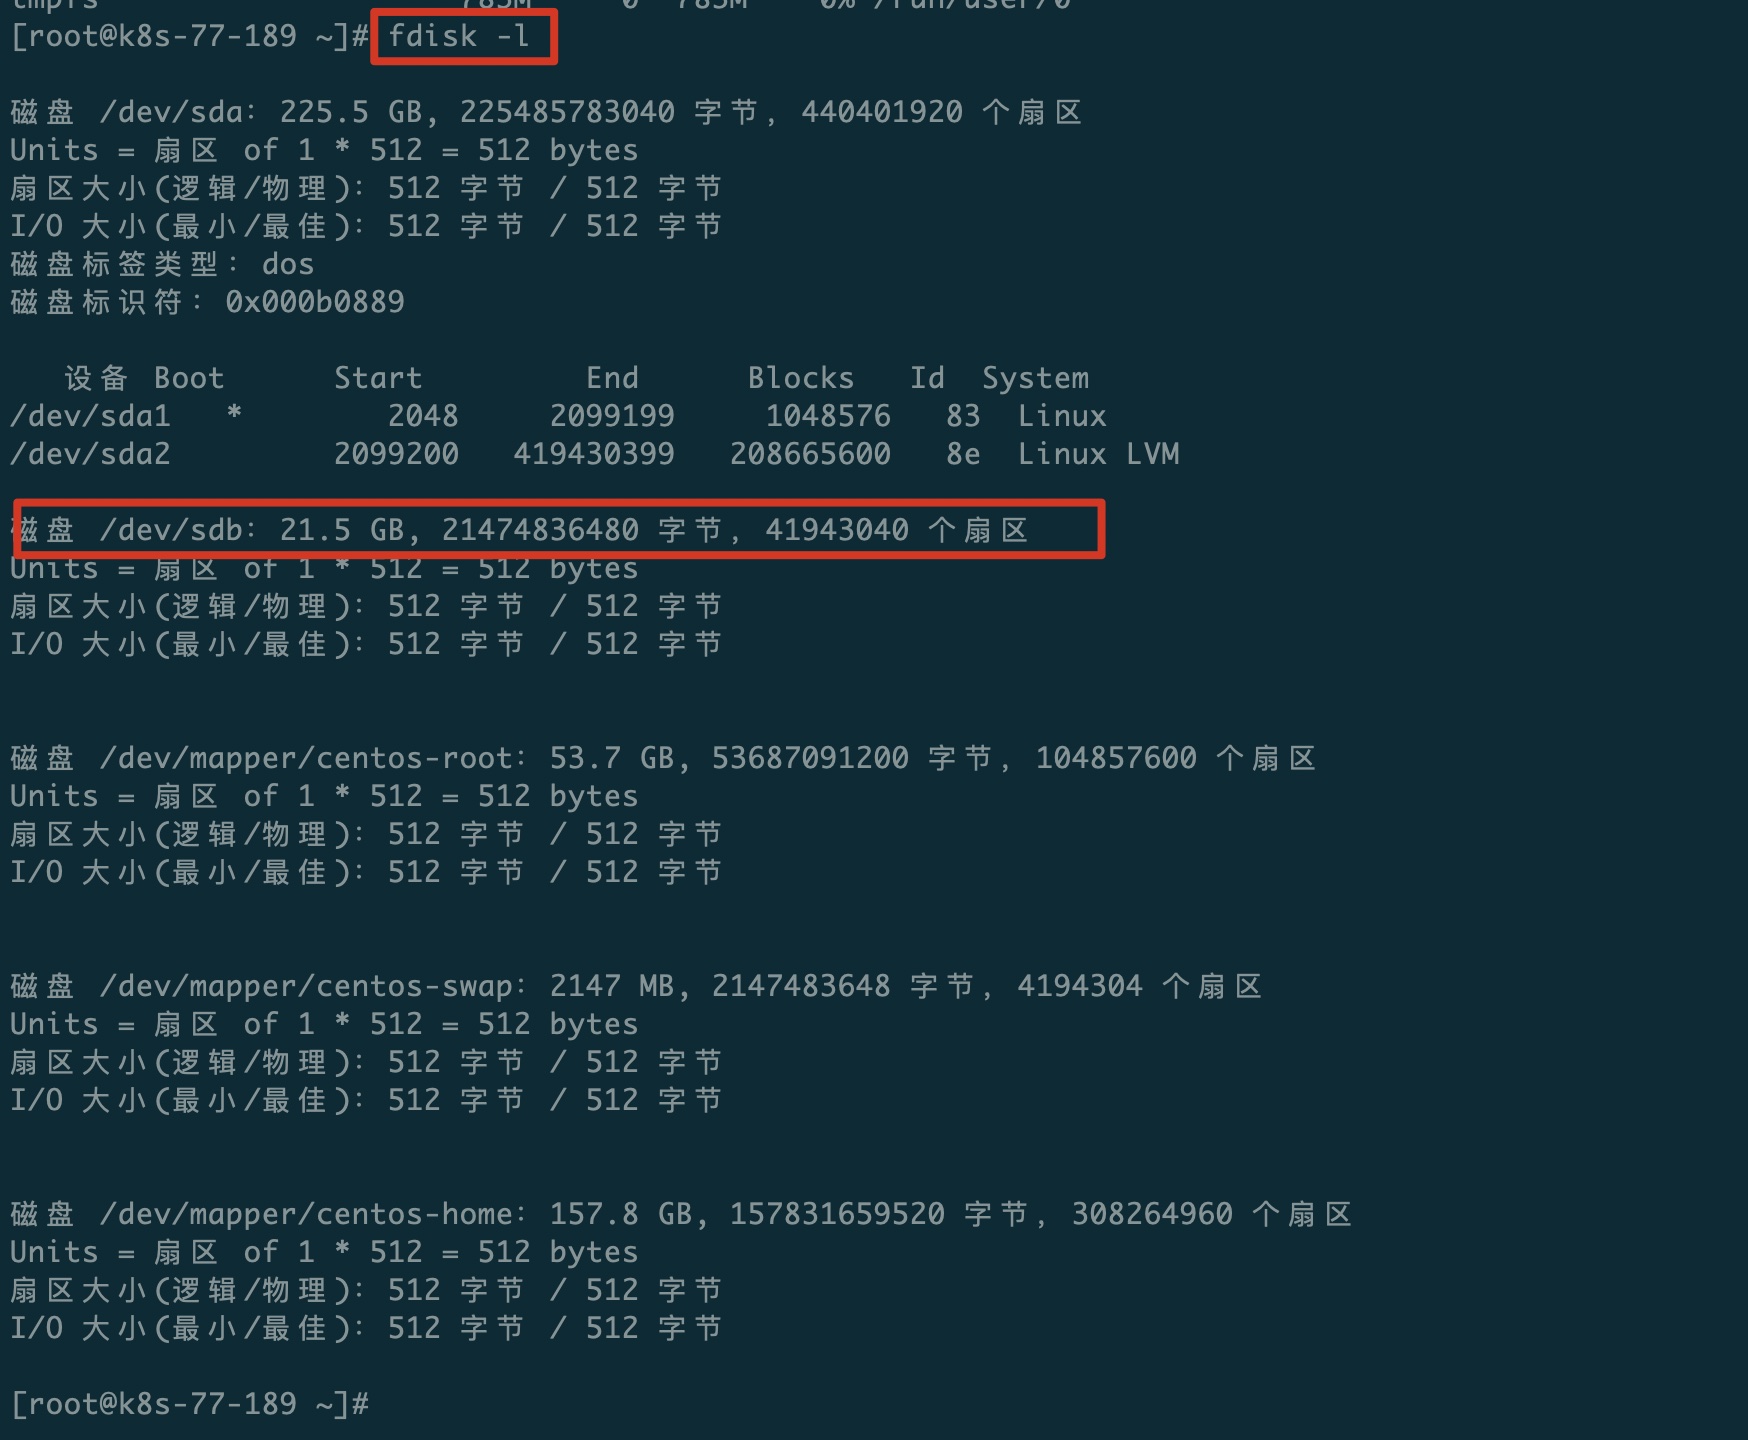 [root@k8s-77-189 ~]# fdisk -l
磁盘 /dev/sda：225.5 GB, 225485783040 字节，440401920 个扇区
Units = 扇区 of 1 * 512 = 512 bytes
扇区大小(逻辑/物理)：512 字节 / 512 字节
I/O 大小(最小/最佳)：512 字节 / 512 字节
磁盘标签类型：dos
磁盘标识符：0x000b0889
设备 Boot      Start         End      Blocks   Id  System
/dev/sda1   *        2048     2099199     1048576   83  Linux
/dev/sda2         2099200   419430399   208665600   8e  Linux LVM
磁盘 /dev/sdb：21.5 GB, 21474836480 字节，41943040 个扇区
Units = 扇区 of 1 * 512 = 512 bytes
扇区大小(逻辑/物理)：512 字节 / 512 字节
I/O 大小(最小/最佳)：512 字节 / 512 字节
磁盘 /dev/mapper/centos-root：53.7 GB, 53687091200 字节，104857600 个扇区
Units = 扇区 of 1 * 512 = 512 bytes
扇区大小(逻辑/物理)：512 字节 / 512 字节
I/O 大小(最小/最佳)：512 字节 / 512 字节
磁盘 /dev/mapper/centos-swap：2147 MB, 2147483648 字节，4194304 个扇区
Units = 扇区 of 1 * 512 = 512 bytes
扇区大小(逻辑/物理)：512 字节 / 512 字节
I/O 大小(最小/最佳)：512 字节 / 512 字节
磁盘 /dev/mapper/centos-home：157.8 GB, 157831659520 字节，308264960 个扇区
Units = 扇区 of 1 * 512 = 512 bytes
扇区大小(逻辑/物理)：512 字节 / 512 字节
I/O 大小(最小/最佳)：512 字节 / 512 字节
[root@k8s-77-189 ~]#